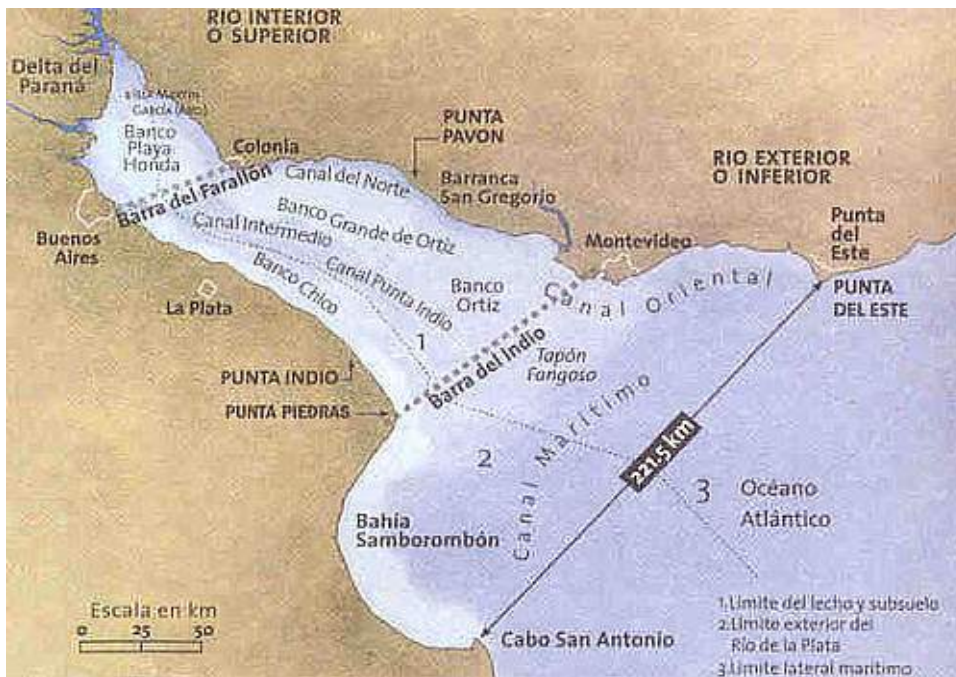 RIO INTERIOR
O SUPERIOR
Delta del
Paraná
GARCÍA (ARG)
Banco
Playa
Honda
Colonia
PUNTA
PAVON
Canal del Norte
Barranca
San Gregorio
RIO EXTERIOR
O INFERIOR
Barra del Farallón
Buenos
Aires
Canal Intermedio
Banco Grande de Ortiz
Montevideo
Punta
del
Este
La Plata
Banco Chico
Canal Punta Indio
Banco
Ortiz
Canal Oriental
PUNTA
DEL ESTE
1
PUNTA INDIO
Barra del Indio
Tapón
Fangoso
PUNTA PIEDRAS
Canal Marítimo
221.5 km
2
3
Océano
Atlántico
Bahía
Samborombón
Escala en km
0 25 50
Cabo San Antonio
1.Límite del lecho y subsuelo
2.Límite exterior del
Río de la Plata
3.Límite lateral marítimo